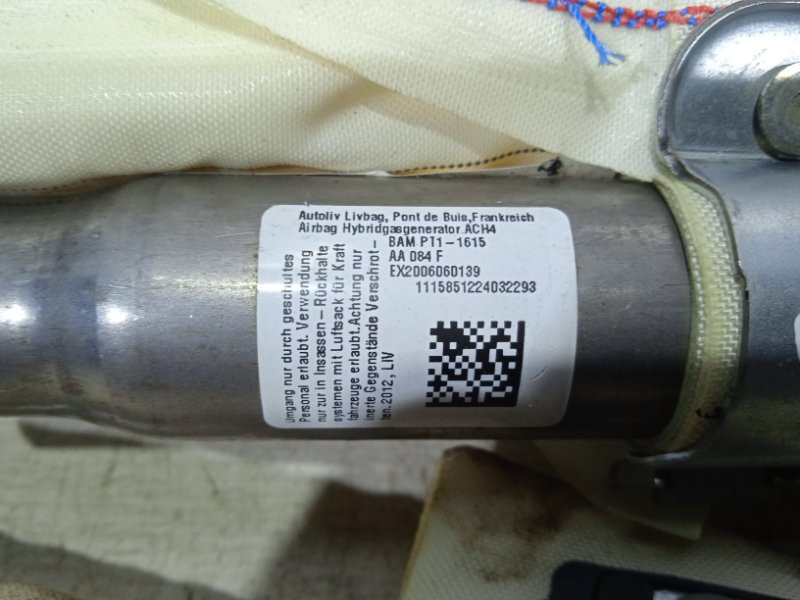 Autoliv Livbag, Pont de Buis,Frankreich
Airbag Hybridgasgenerator ACH4
BAM PT1-1615
AA 084 F
EX2006060139
1115851224032293
Umgang nur durch geschultes
Personal erlaubt. Verwendung
nur zur in Insassen-Rückhalte
systemen mit Luftsack für Kraft
fahrzeuge erlaubt.Achtung nur
inerte Gegenstände Verschrot-
ten.2012, LIV